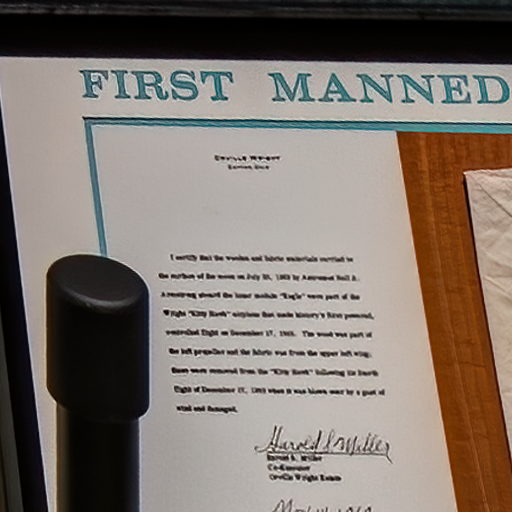 FIRST MANNED
ORVILLE WRIGHT
DAYTON, OHIO
I certify that the wooden and fabric materials carried to
the surface of the moon on July 20, 1969 by Astronaut Neil A.
Armstrong aboard the lunar module "Eagle" were part of the
Wright "Kitty Hawk" airplane that made history's first powered,
controlled flight on December 17, 1903. The wood was part of
the left propeller and the fabric was from the upper left wing.
these were removed from the "Kitty Hawk" following its fourth
flight of December 17, 1903 when it was blown over by a gust of
wind and damaged.
Harold S. Miller
Harold S. Miller
Co-Executor
Orville Wright Estate